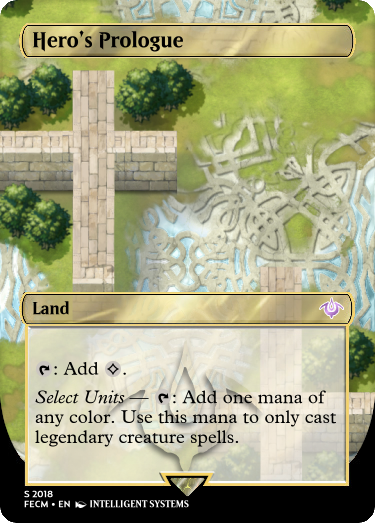 Hero's Prologue
Land
: Add .
Select Units — : Add one mana of
any color. Use this mana to only cast
legendary creature spells.
S 2018
FECM • EN INTELLIGENT SYSTEMS